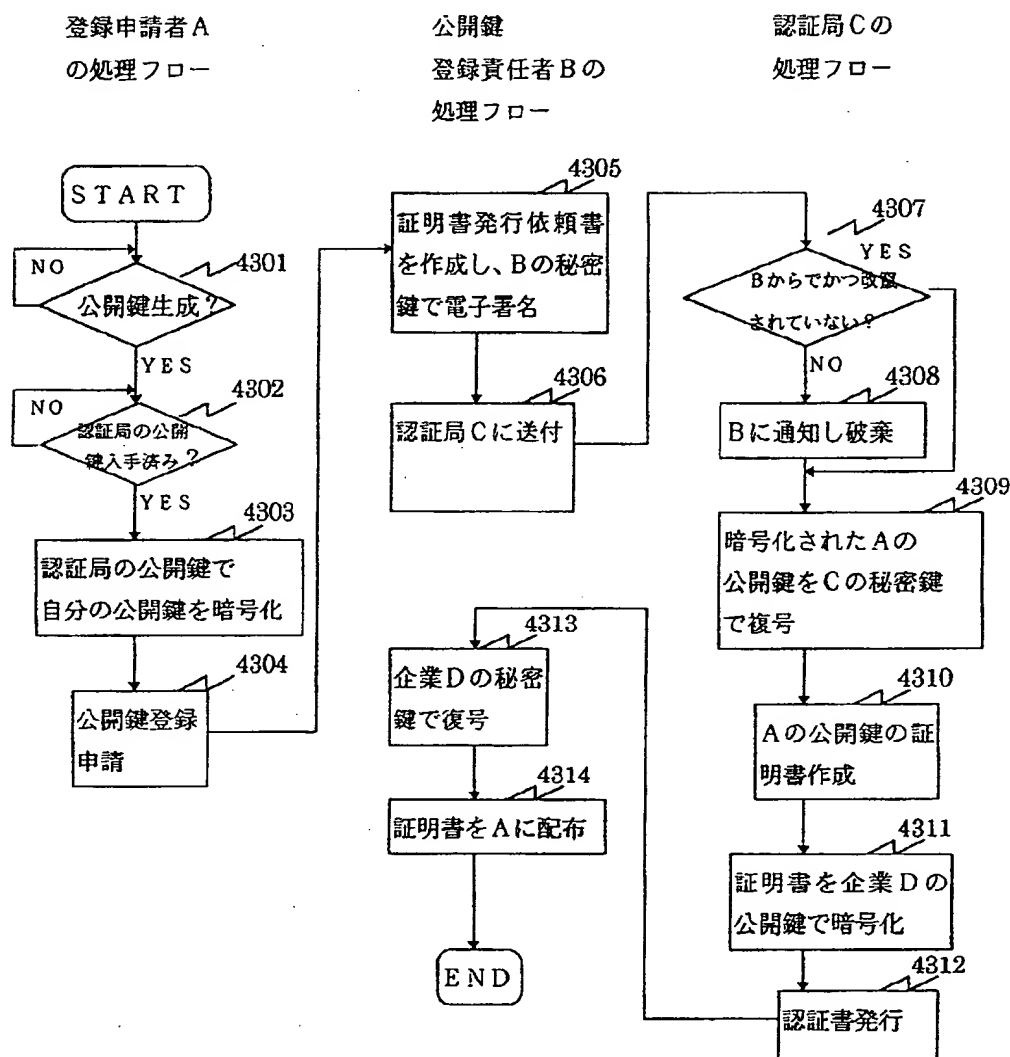 登録申請者A
の処理フロー
公開鍵
登録責任者Bの
処理フロー
認証局Cの
処理フロー
START
NO
4301
公開鍵生成?
YES
NO
4302
認証局の公開
鍵入手済み?
YES
4303
認証局の公開鍵で
自分の公開鍵を暗号化
4304
公開鍵登録
申請
4305
証明書発行依頼書
を作成し、Bの秘密
鍵で電子署名
4306
認証局Cに送付
4307
YES
Bからでかつ改竄
されていない?
NO
4308
Bに通知し破棄
4309
暗号化されたAの
公開鍵をCの秘密鍵
で復号
4310
Aの公開鍵の証
明書作成
4311
証明書を企業Dの
公開鍵で暗号化
4312
認証書発行
4313
企業Dの秘密
鍵で復号
4314
証明書をAに配布
END